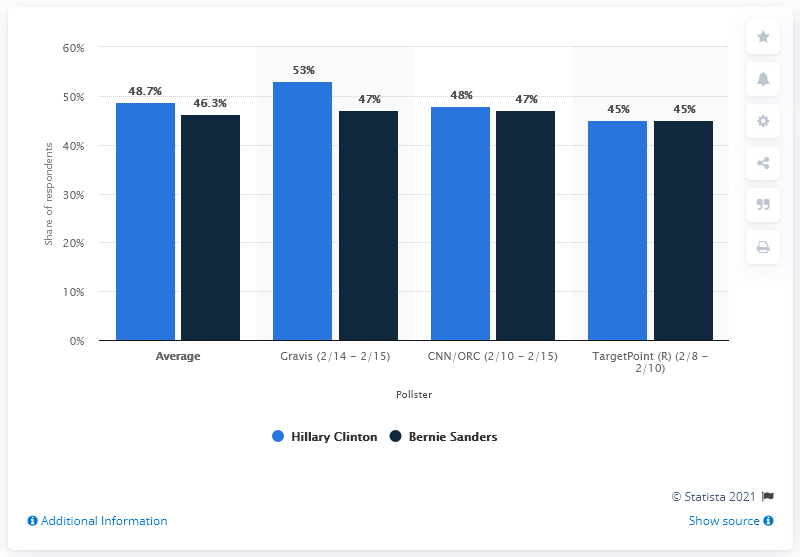 60%
50%
40%
30%
20%
10%
0%
Share of respondents
48.7%
46.3%
53%
47%
48%
47%
45%
45%
Average
Gravis (2/14 - 2/15)
CNN/ORC (2/10 - 2/15)
TargetPoint (R) (2/8 -
2/10)
Pollster
Hillary Clinton
Bernie Sanders
© Statista 2021
Additional Information
Show source